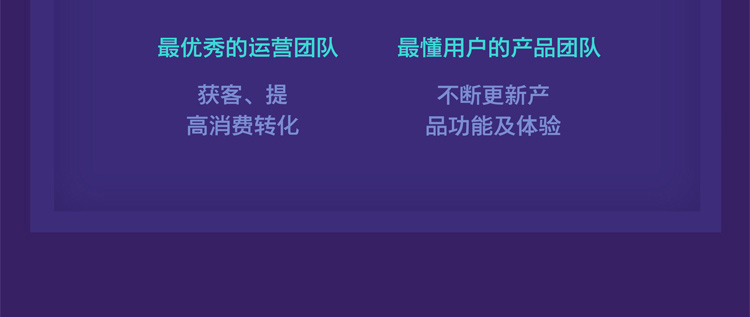 最优秀的运营团队
获客、提
高消费转化
最懂用户的产品团队
不断更新产
品功能及体验